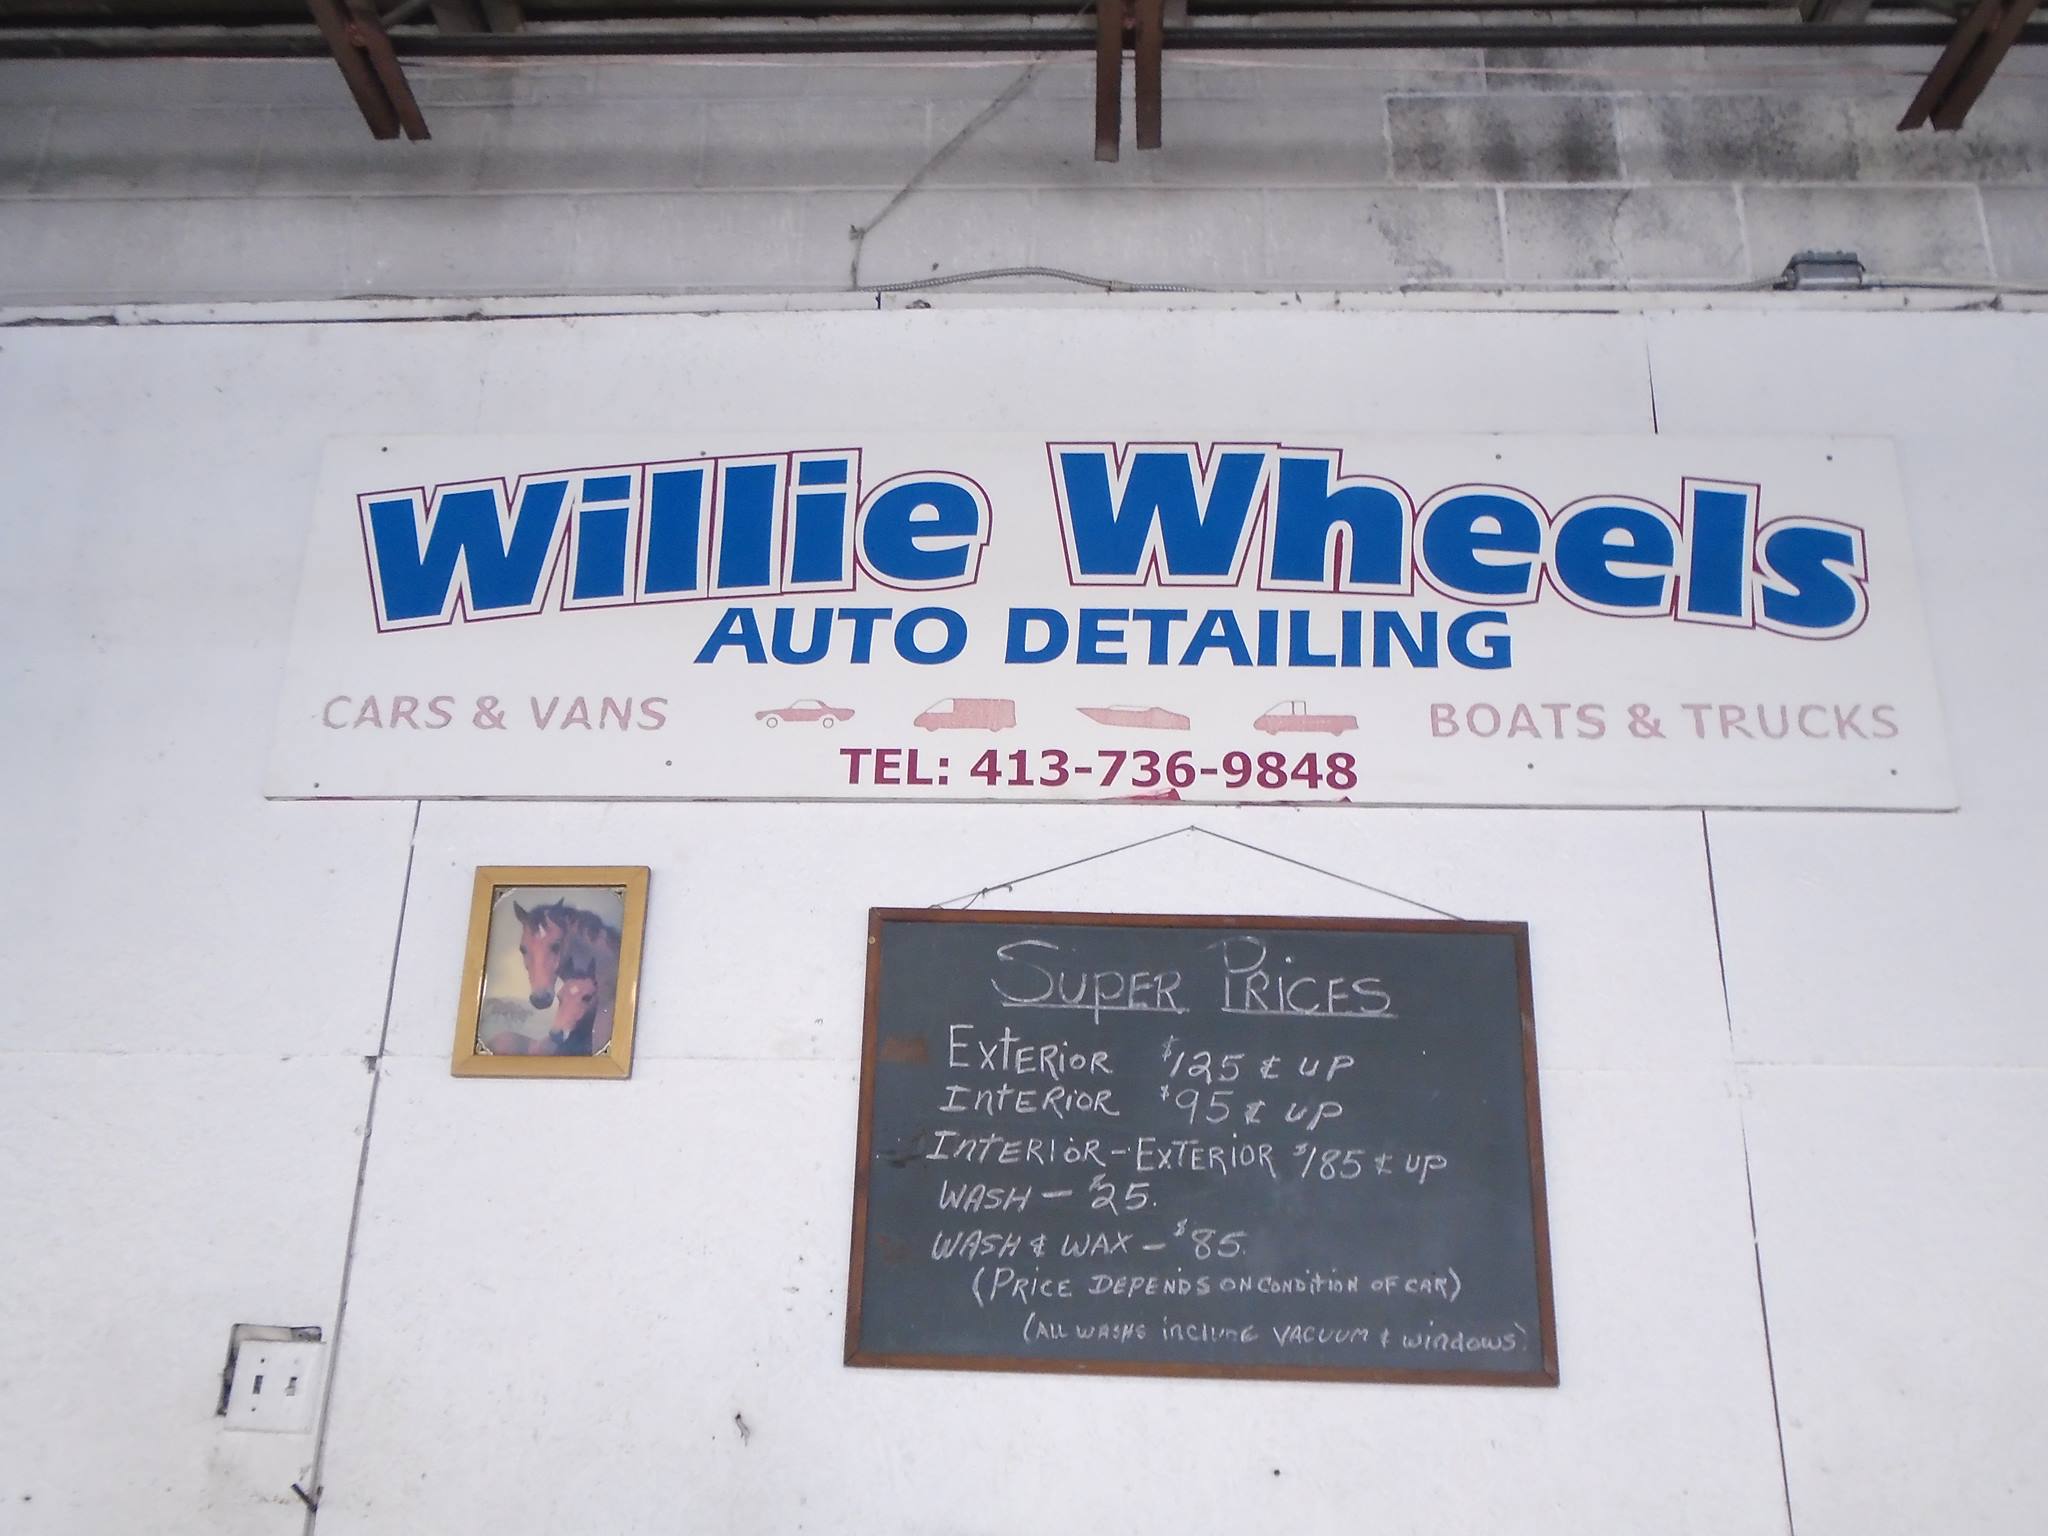 Willie Wheels
AUTO DETAILING
CARS & VANS BOATS & TRUCKS
TEL: 413-736-9848
SUPER PRICES
EXTERIOR $125 & UP
INTERIOR $95 & UP
INTERIOR-EXTERIOR $185 & UP
WASH - $25.
WASH & WAX - $85.
(PRICE DEPENDS ON CONDITION OF CAR)
(ALL WASHS INCLUDE VACUUM & WINDOWS)